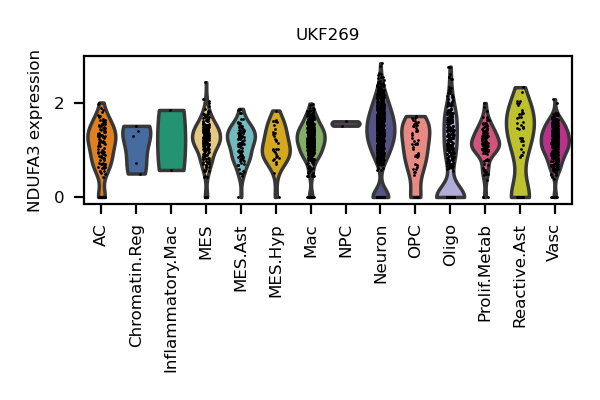 UKF269
NDUFA3 expression
2
0
AC
Chromatin.Reg
Inflammatory.Mac
MES
MES.Ast
MES.Hyp
Mac
NPC
Neuron
OPC
Oligo
Prolif.Metab
Reactive.Ast
Vasc